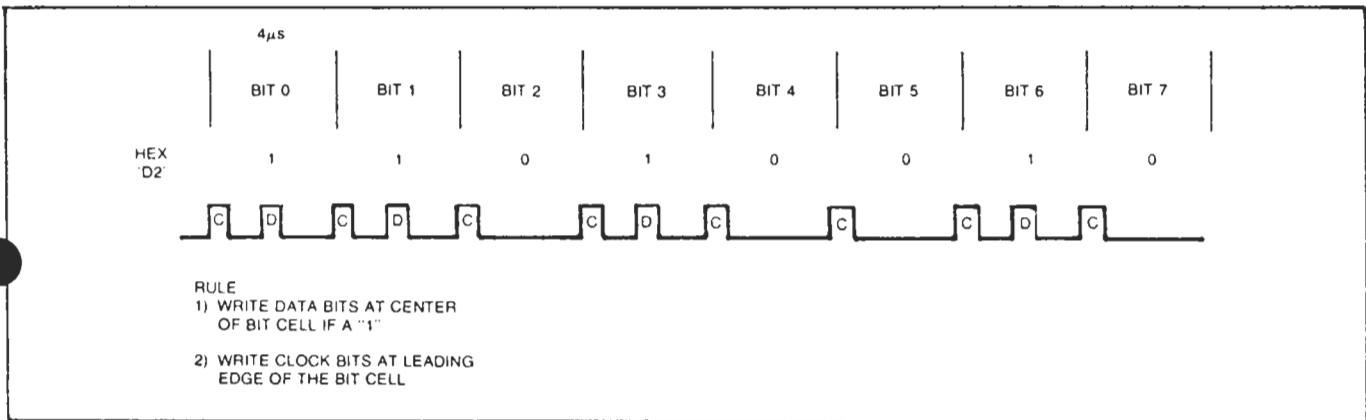 4μS
BIT 0 BIT 1 BIT 2 BIT 3 BIT 4 BIT 5 BIT 6 BIT 7
HEX 1 1 0 1 0 0 1 0
'D2'
C D C D C C D C C C D C
RULE
1) WRITE DATA BITS AT CENTER
OF BIT CELL IF A "1"
2) WRITE CLOCK BITS AT LEADING
EDGE OF THE BIT CELL